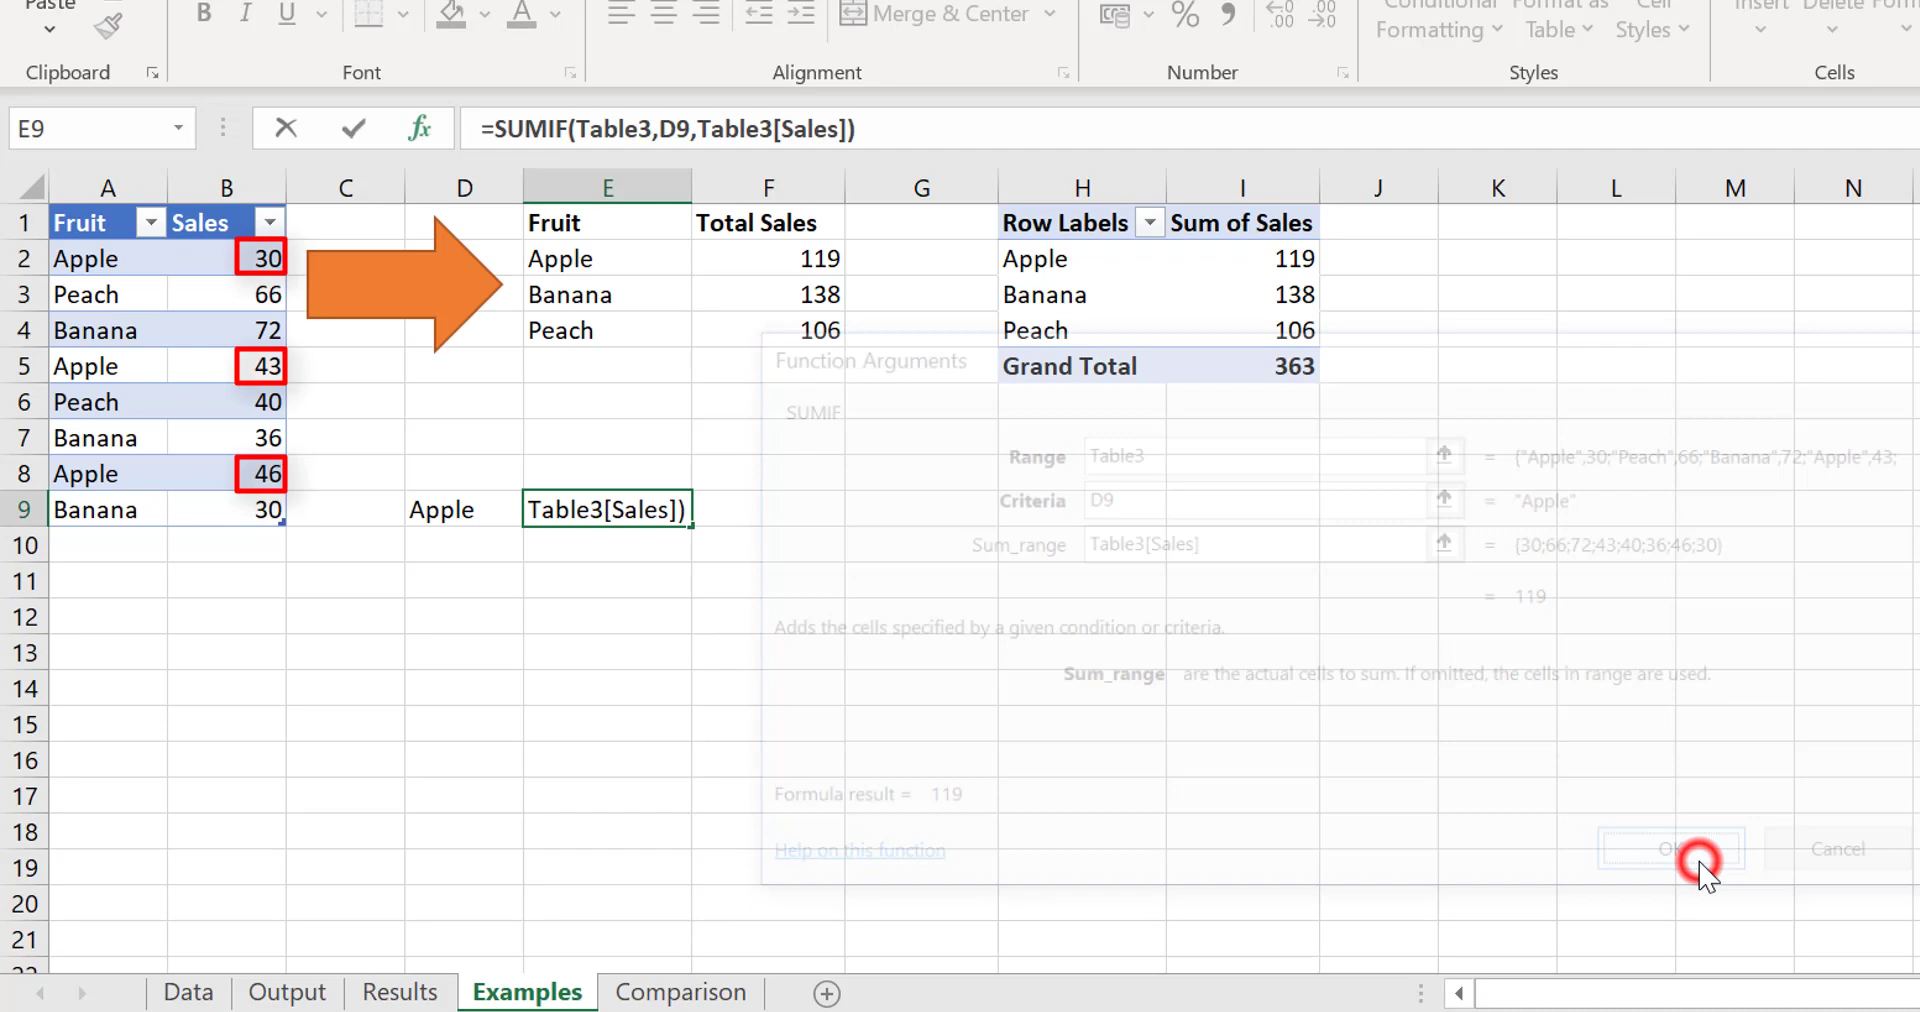 Paste
Merge & Center
Conditional Format as Cell Insert Delete
Formatting Table Styles
Clipboard Font Alignment Number Styles Cells
E9 fx =SUMIF(Table3,D9,Table3[Sales])
A B C D E F G H I J K L M N
1 Fruit Sales Fruit Total Sales Row Labels Sum of Sales
2 Apple 30 Apple 119 Apple 119
3 Peach 66 Banana 138 Banana 138
4 Banana 72 Peach 106 Peach 106
5 Apple 43 Grand Total 363
6 Peach 40
7 Banana 36
8 Apple 46
9 Banana 30 Apple Table3[Sales])
10
11
12
13
14
15
16
17
18
19
20
21
22
Function Arguments
SUMIF
Range Table3 = {"Apple",30;"Peach",66;"Banana",72;"Apple",43;
Criteria D9 = "Apple"
Sum_range Table3[Sales] = {30;66;72;43;40;36;46;30}
= 119
Adds the cells specified by a given condition or criteria.
Sum_range are the actual cells to sum. If omitted, the cells in range are used.
Formula result = 119
Help on this function OK Cancel
Data Output Results Examples Comparison